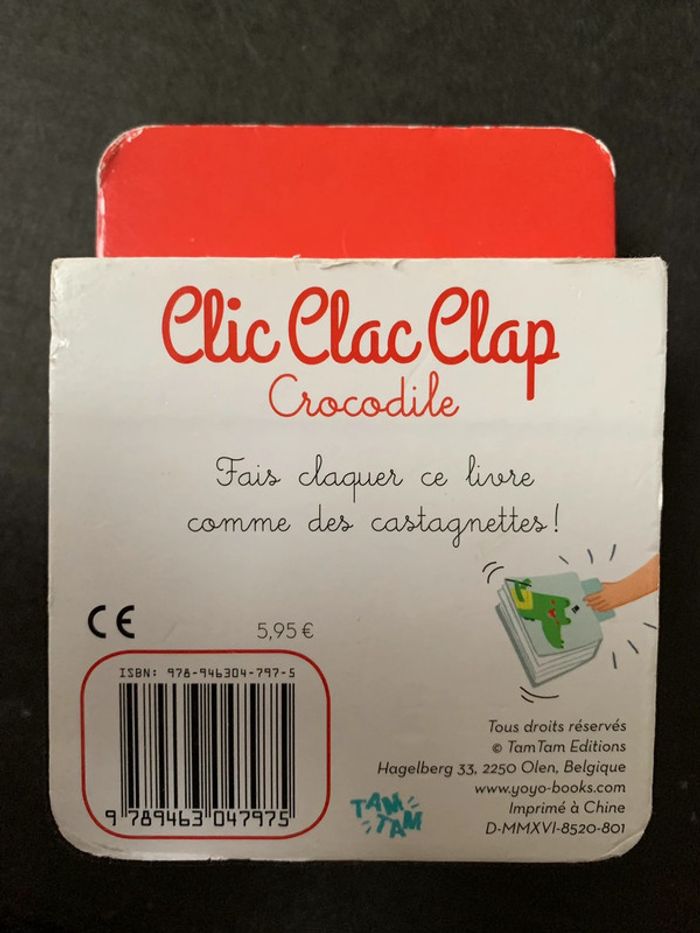 Clic Clac Clap
Crocodile
Fais claquer ce livre
comme des castagnettes!
CE
5,95 €
ISBN: 978-946304-797-5
9 789463 047975
Tous droits réservés
© TamTam Editions
Hagelberg 33, 2250 Olen, Belgique
www.yoyo-books.com
Imprimé à Chine
D-MMXVI-8520-801
TAM
TAM